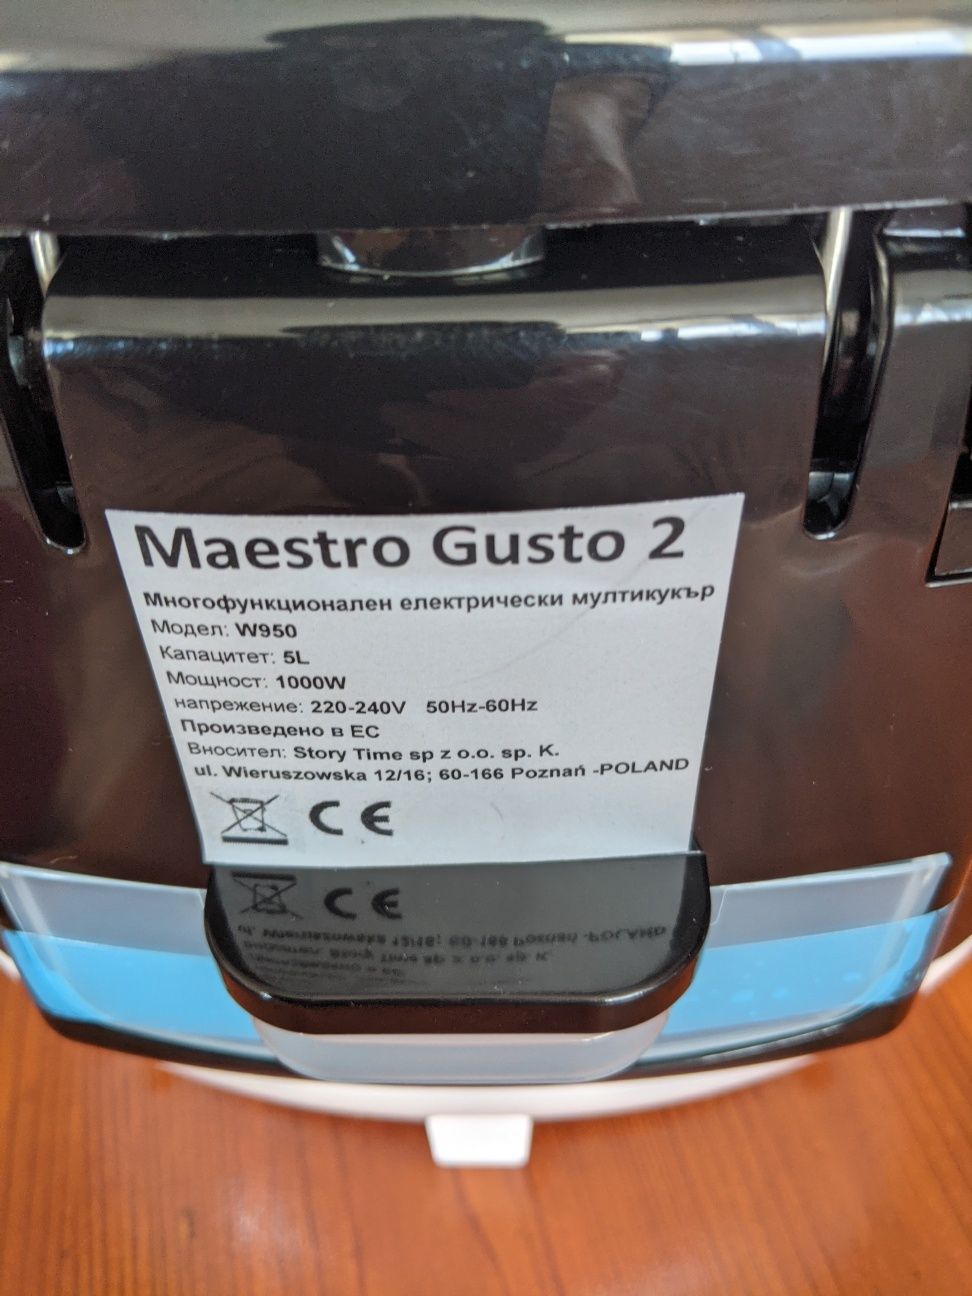 Maestro Gusto 2
Многофункционален електрически мултикукър
Модел: W950
Капацитет: 5L
Мощност: 1000W
напрежение: 220-240V 50Hz-60Hz
Произведено в ЕС
Вносител: Story Time sp z o.o. sp. K.
ul. Wieruszowska 12/16; 60-166 Poznań -POLAND
CE